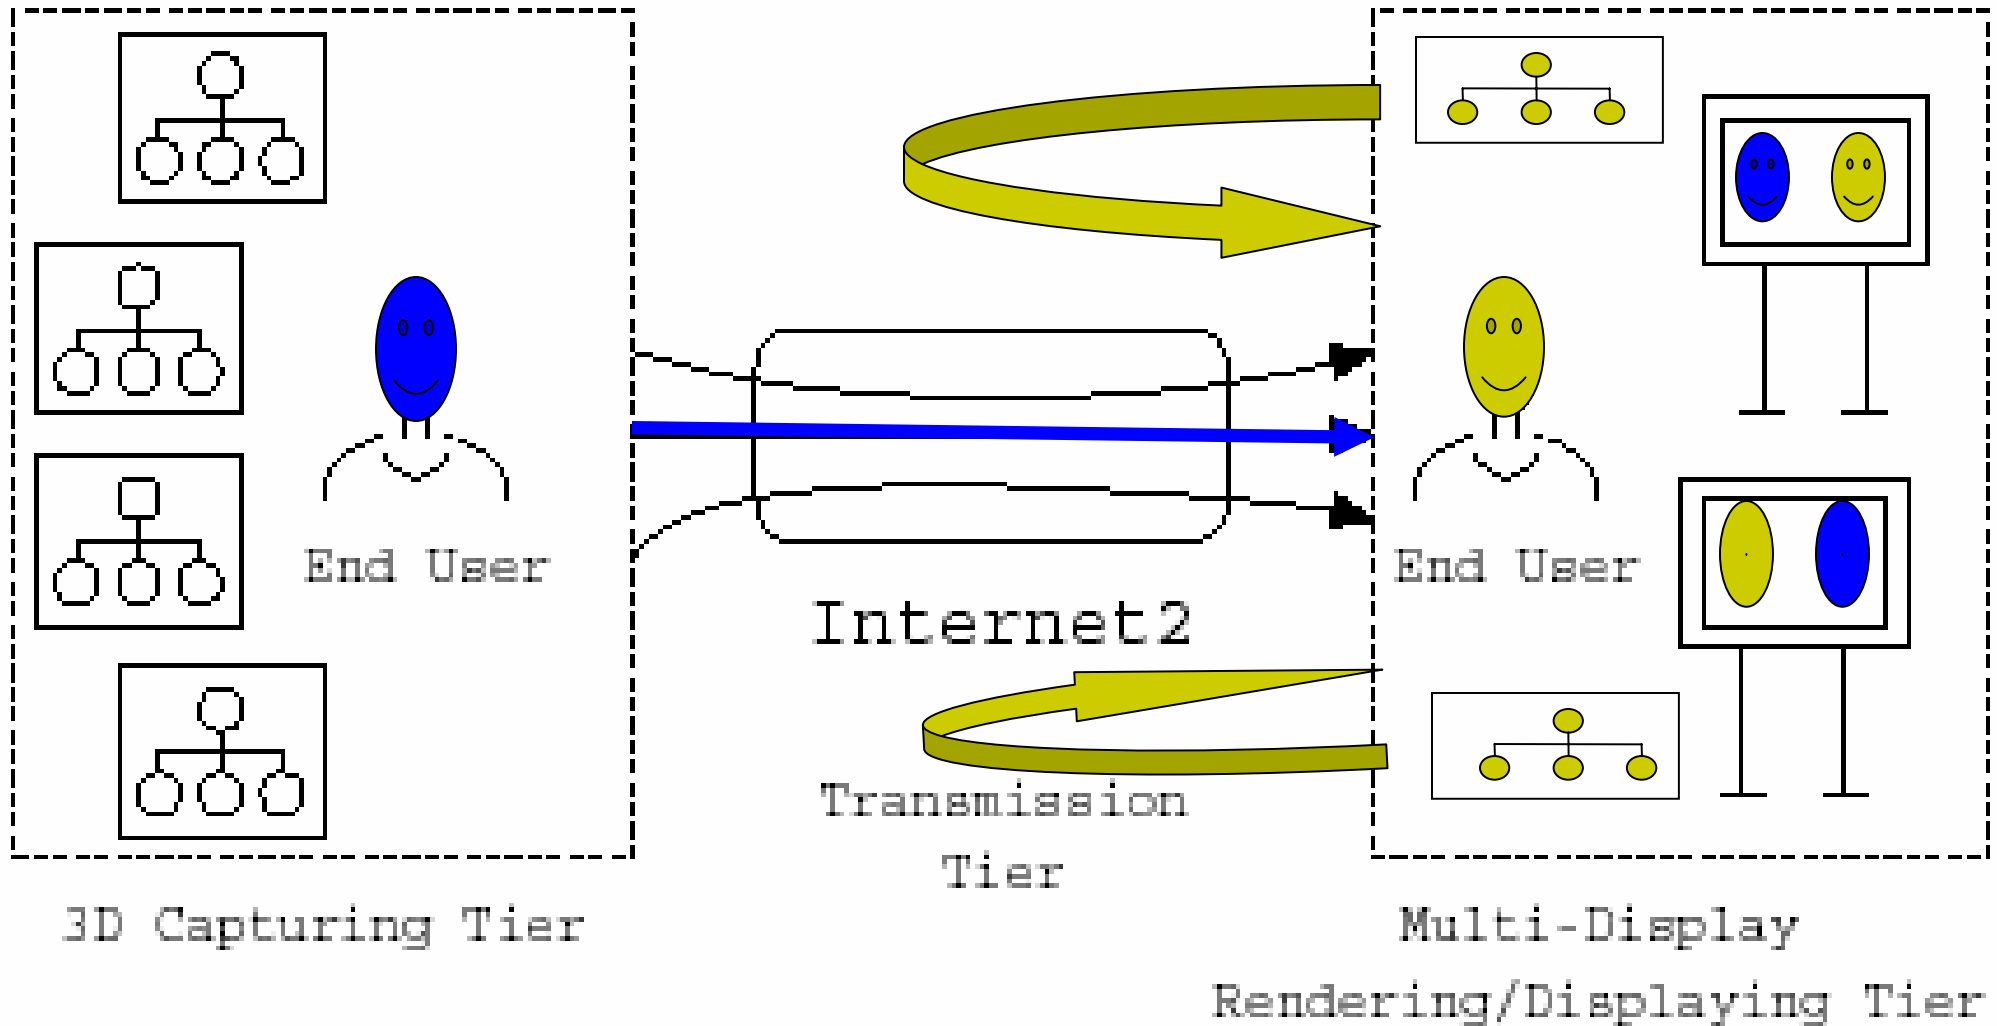 End User
End User
Internet2
Transmission
Tier
3D Capturing Tier
Multi-Display
Rendering/Displaying Tier